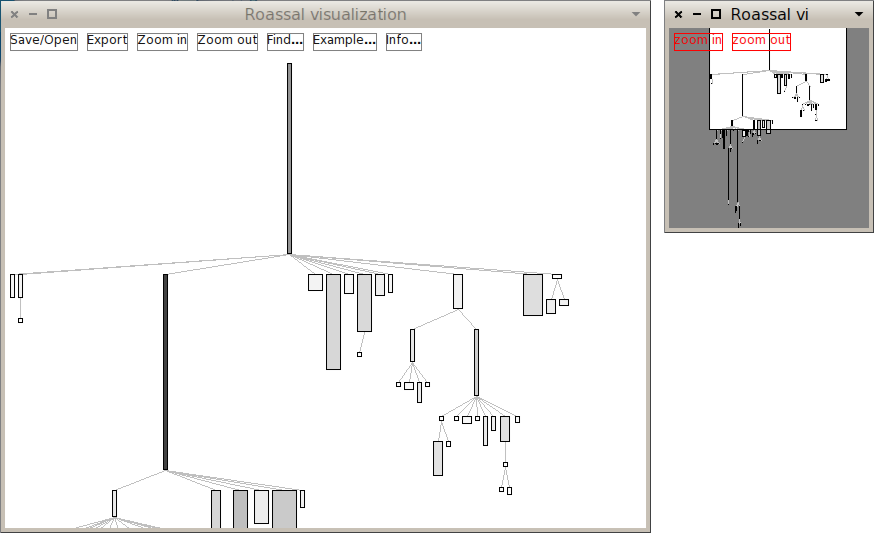 Roassal visualization
Save/Open Export Zoom in Zoom out Find... Example... Info...
Roassal vi
zoom in zoom out